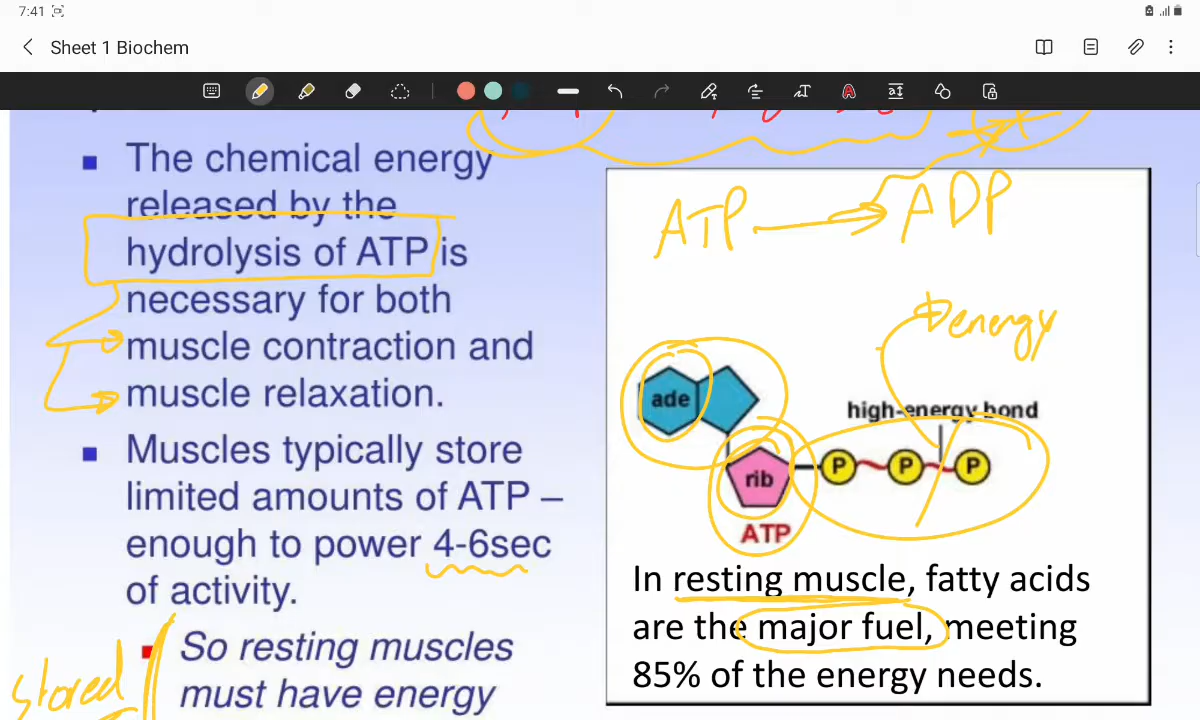 7:41
Sheet 1 Biochem
The chemical energy
released by the
hydrolysis of ATP is
necessary for both
muscle contraction and
muscle relaxation.
Muscles typically store
limited amounts of ATP –
enough to power 4-6sec
of activity.
So resting muscles
must have energy
stored
ATP ADP
energy
high-energy bond
ade
rib
P P P
ATP
In resting muscle, fatty acids
are the major fuel, meeting
85% of the energy needs.